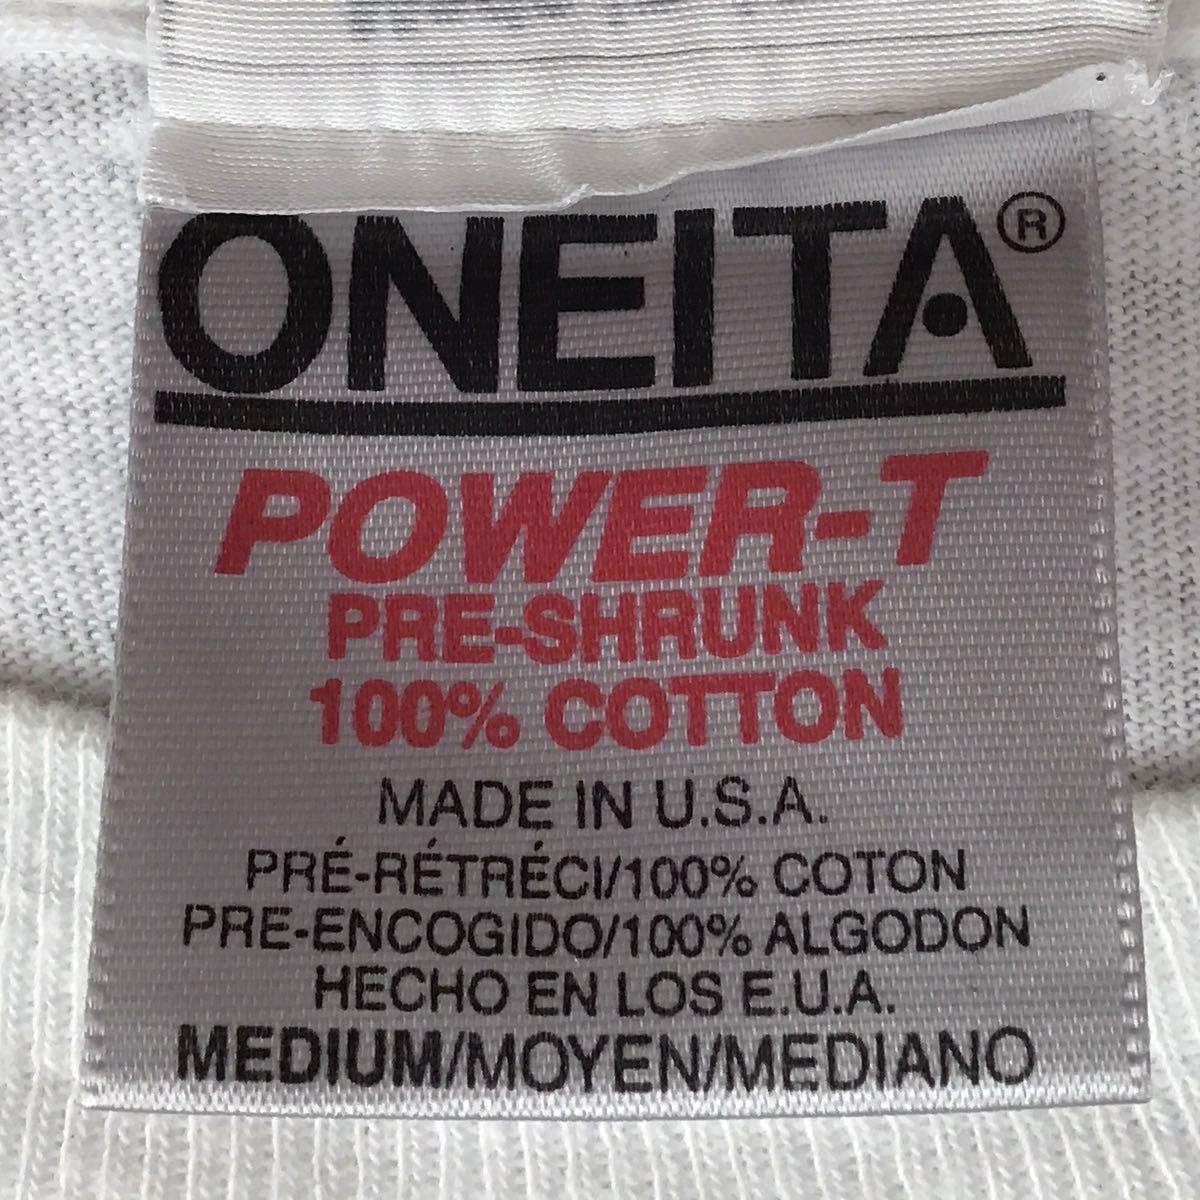 ONEITA®
POWER-T
PRE-SHRUNK
100% COTTON
MADE IN U.S.A.
PRÉ-RÉTRÉCI/100% COTON
PRE-ENCOGIDO/100% ALGODON
HECHO EN LOS E.U.A.
MEDIUM/MOYEN/MEDIANO